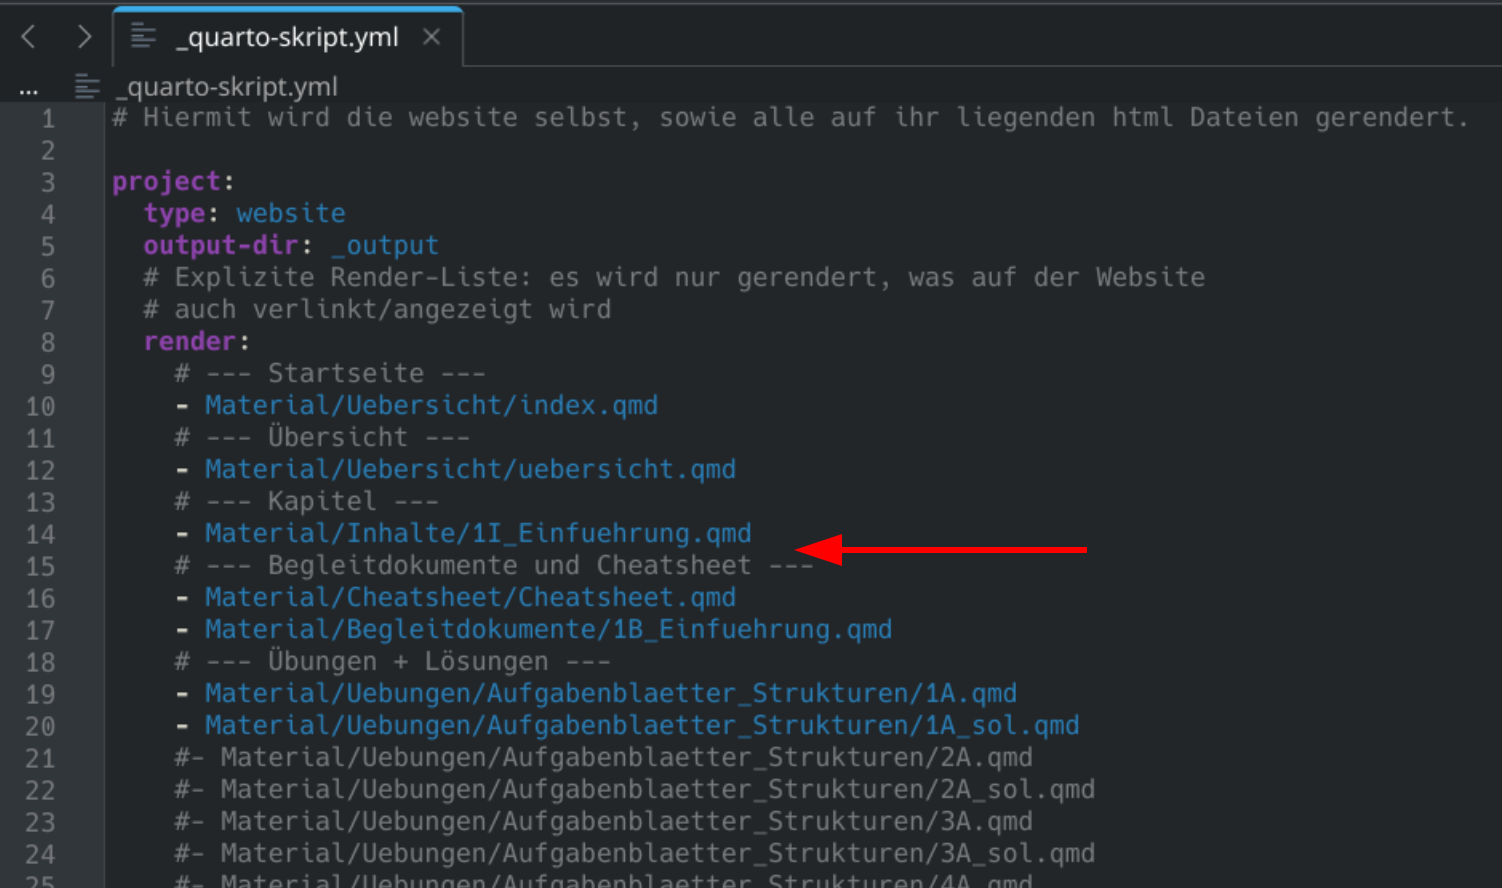 _quarto-skript.yml
... _quarto-skript.yml
1 # Hiermit wird die website selbst, sowie alle auf ihr liegenden html Dateien gerendert.
2
3 project:
4   type: website
5   output-dir: _output
6   # Explizite Render-Liste: es wird nur gerendert, was auf der Website
7   # auch verlinkt/angezeigt wird
8   render:
9     # --- Startseite ---
10     - Material/Uebersicht/index.qmd
11     # --- Übersicht ---
12     - Material/Uebersicht/uebersicht.qmd
13     # --- Kapitel ---
14     - Material/Inhalte/1I_Einfuehrung.qmd
15     # --- Begleitdokumente und Cheatsheet ---
16     - Material/Cheatsheet/Cheatsheet.qmd
17     - Material/Begleitdokumente/1B_Einfuehrung.qmd
18     # --- Übungen + Lösungen ---
19     - Material/Uebungen/Aufgabenblaetter_Strukturen/1A.qmd
20     - Material/Uebungen/Aufgabenblaetter_Strukturen/1A_sol.qmd
21     #- Material/Uebungen/Aufgabenblaetter_Strukturen/2A.qmd
22     #- Material/Uebungen/Aufgabenblaetter_Strukturen/2A_sol.qmd
23     #- Material/Uebungen/Aufgabenblaetter_Strukturen/3A.qmd
24     #- Material/Uebungen/Aufgabenblaetter_Strukturen/3A_sol.qmd
25     #- Material/Uebungen/Aufgabenblaetter_Strukturen/4A.qmd